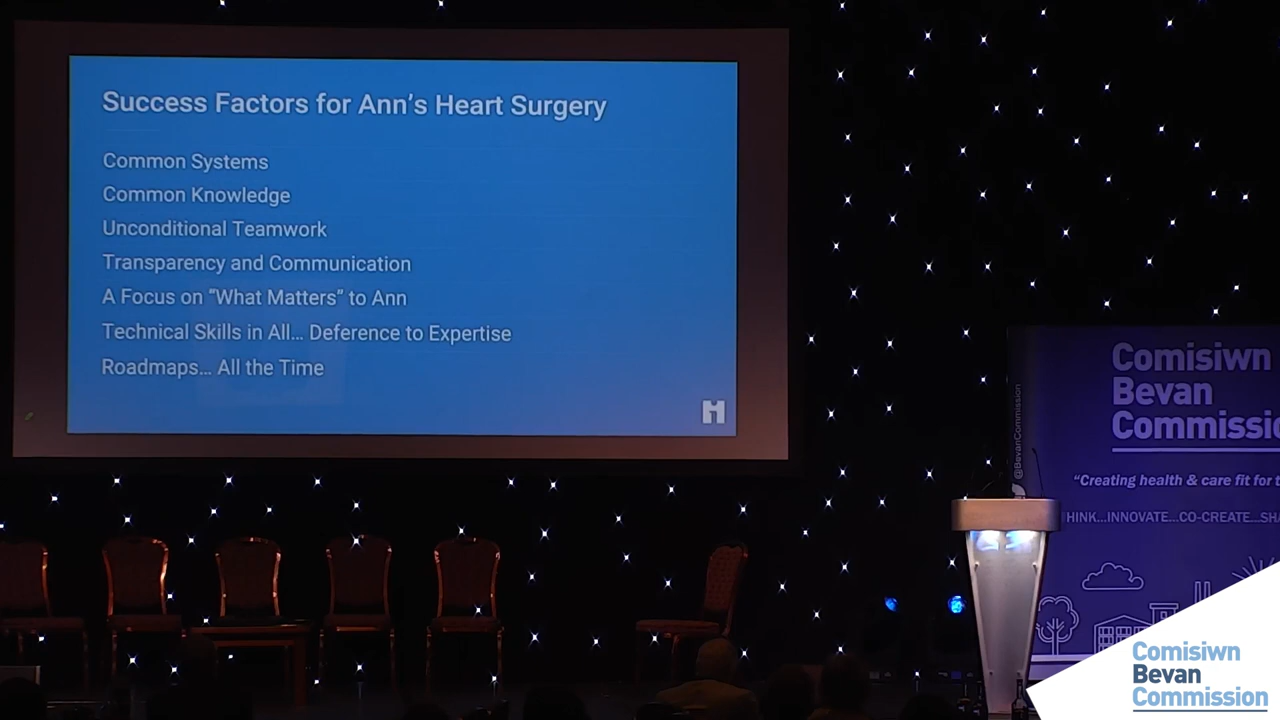 Success Factors for Ann's Heart Surgery
Common Systems
Common Knowledge
Unconditional Teamwork
Transparency and Communication
A Focus on "What Matters" to Ann
Technical Skills in All... Deference to Expertise
Roadmaps... All the Time
@BevanCommission
Comisiwn
Bevan
Commissi
"Creating health & care fit for t
HINK...INNOVATE...CO-CREATE...SH
Comisiwn
Bevan
Commission